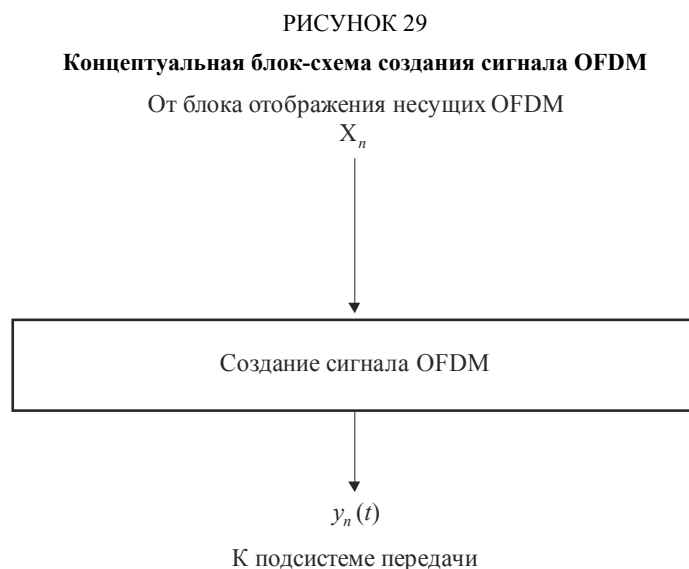 РИСУНОК 29
Концептуальная блок-схема создания сигнала OFDM
От блока отображения несущих OFDM
Xn
Создание сигнала OFDM
yn(t)
К подсистеме передачи